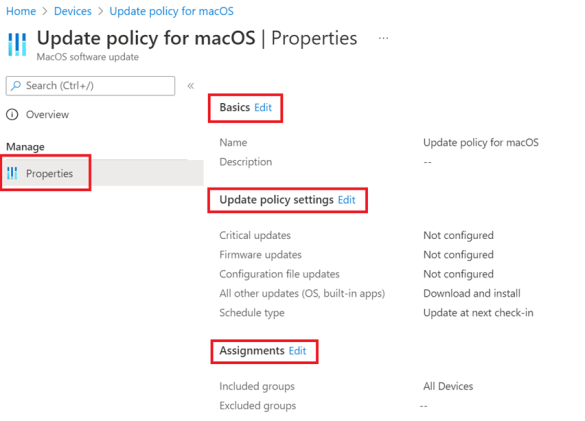 Home > Devices > Update policy for macOS
Update policy for macOS | Properties ...
MacOS software update
Search (Ctrl+/) «
Overview
Manage
Properties
Basics Edit
Name Update policy for macOS
Description --
Update policy settings Edit
Critical updates Not configured
Firmware updates Not configured
Configuration file updates Not configured
All other updates (OS, built-in apps) Download and install
Schedule type Update at next check-in
Assignments Edit
Included groups All Devices
Excluded groups --